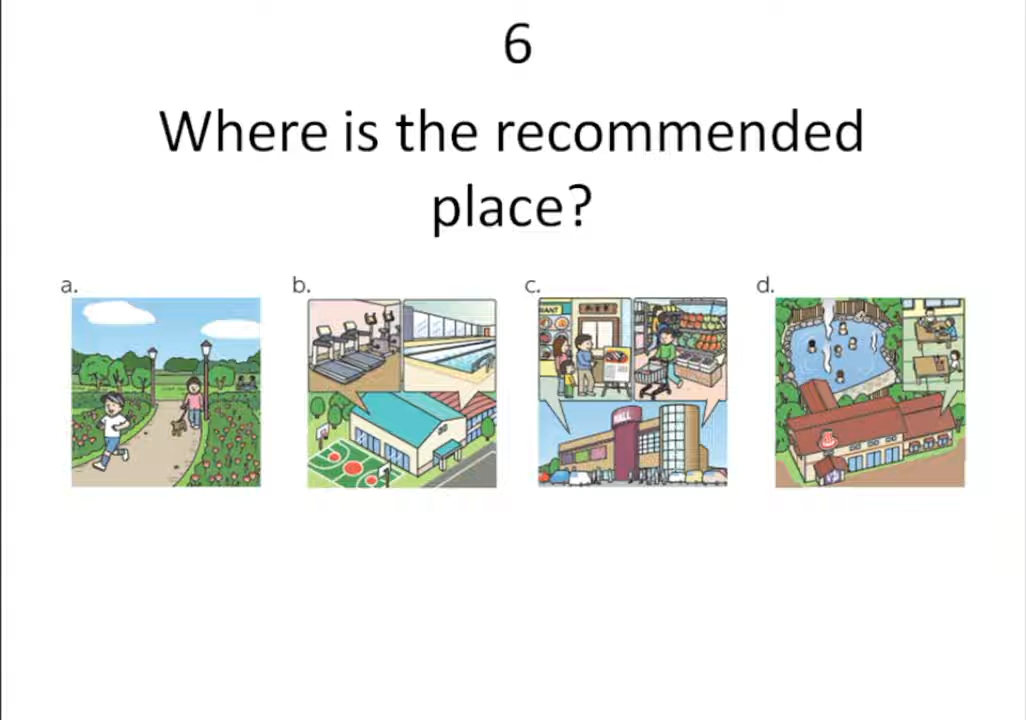 6
Where is the recommended
place?
a.
b.
c.
d.
MALL